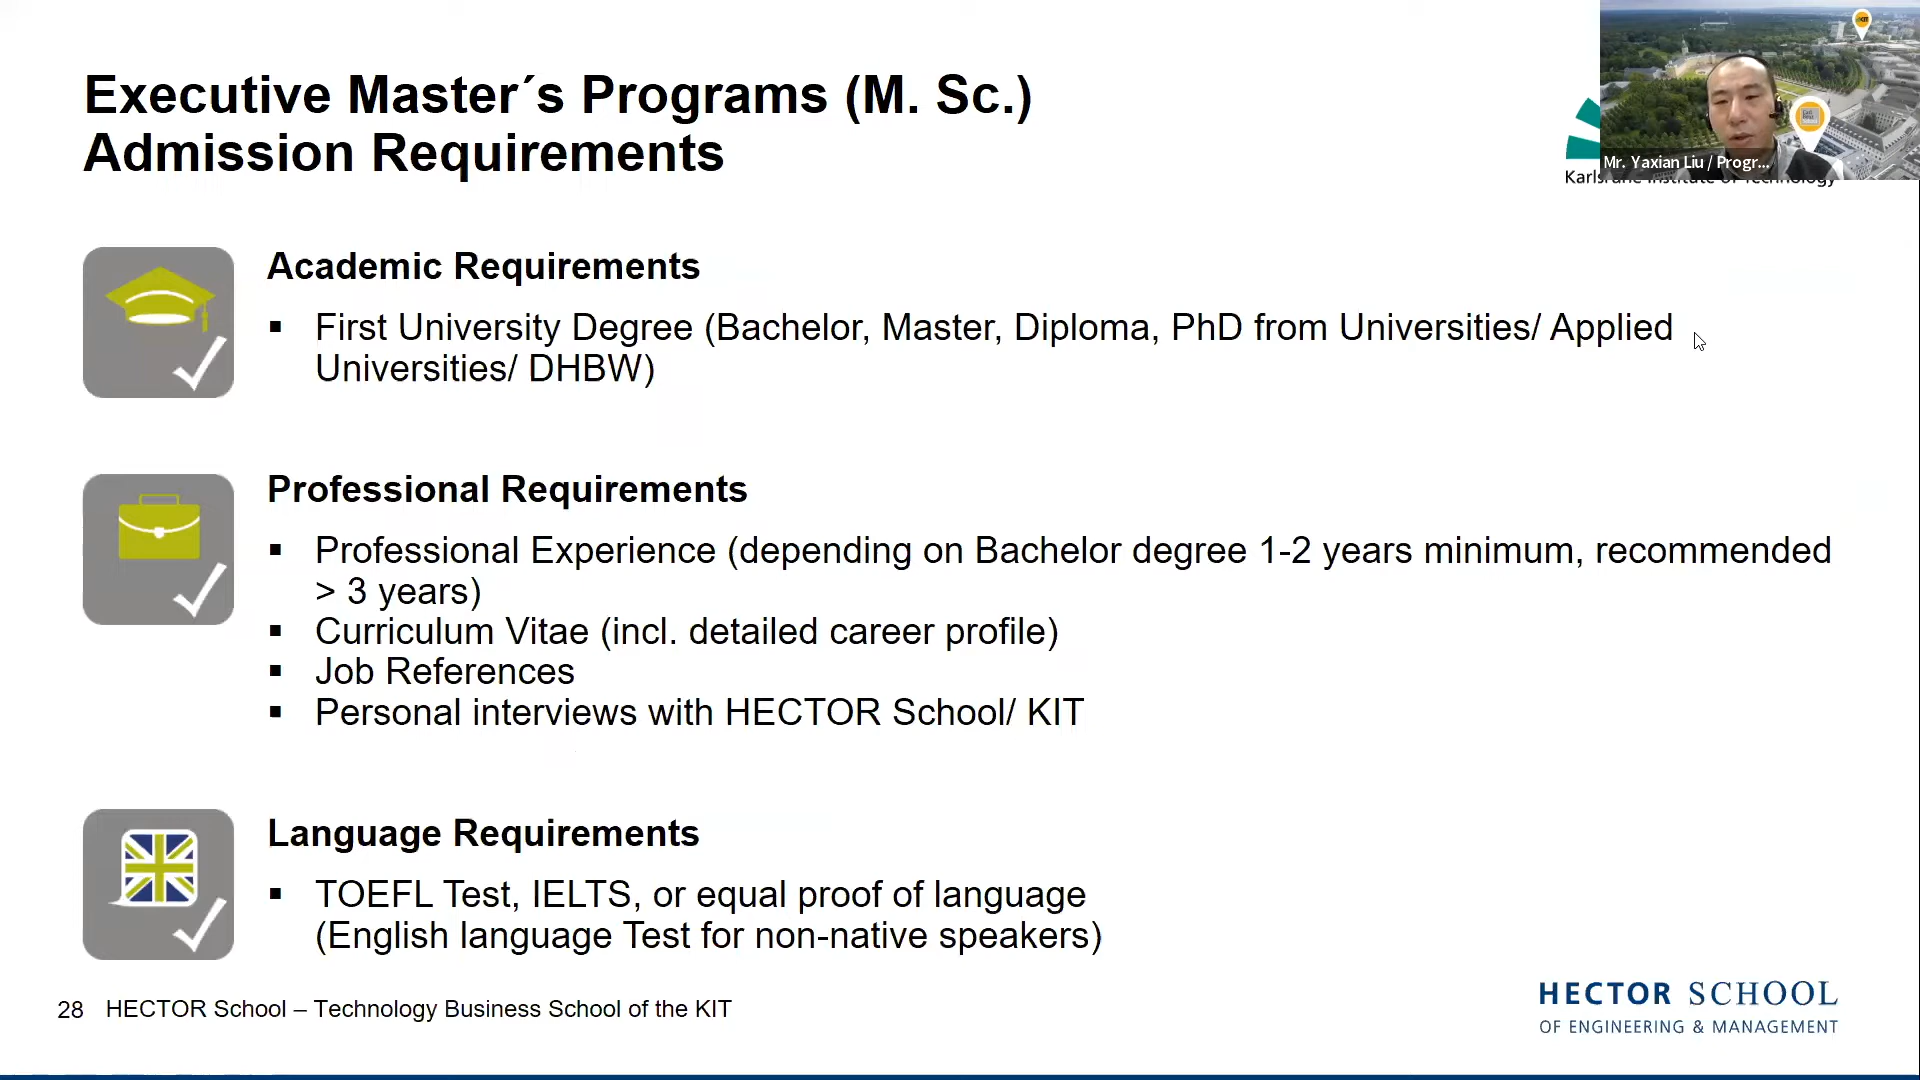 Executive Master´s Programs (M. Sc.)
Admission Requirements
Mr. Yaxian Liu / Progr...
Academic Requirements
▪ First University Degree (Bachelor, Master, Diploma, PhD from Universities/ Applied
Universities/ DHBW)
Professional Requirements
▪ Professional Experience (depending on Bachelor degree 1-2 years minimum, recommended
> 3 years)
▪ Curriculum Vitae (incl. detailed career profile)
▪ Job References
▪ Personal interviews with HECTOR School/ KIT
Language Requirements
▪ TOEFL Test, IELTS, or equal proof of language
(English language Test for non-native speakers)
28 HECTOR School – Technology Business School of the KIT
HECTOR SCHOOL
OF ENGINEERING & MANAGEMENT